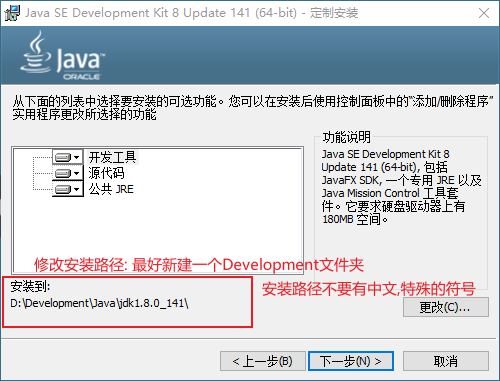 Java SE Development Kit 8 Update 141 (64-bit) - 定制安装
Java
ORACLE
从下面的列表中选择要安装的可选功能。您可以在安装后使用控制面板中的“添加/删除程序”
实用程序更改所选择的功能
开发工具
源代码
公共 JRE
功能说明
Java SE Development Kit 8
Update 141 (64-bit), 包括
JavaFX SDK, 一个专用 JRE 以及
Java Mission Control 工具套
件。它要求硬盘驱动器上有
180MB 空间。
修改安装路径: 最好新建一个Development文件夹
安装到:
D:\Development\Java\jdk1.8.0_141\
安装路径不要有中文,特殊的符号
更改(C)...
< 上一步(B)
下一步(N) >
取消